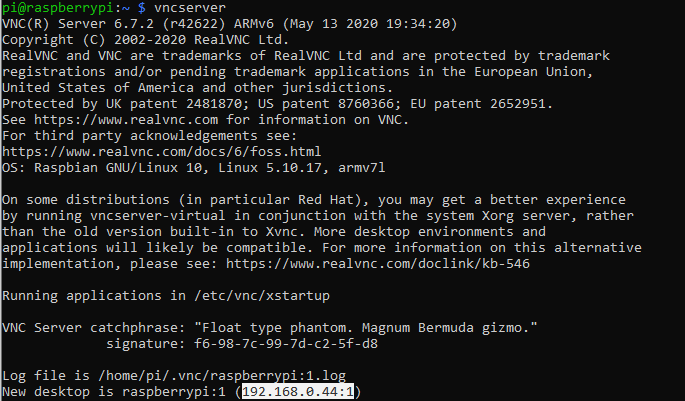 pi@raspberrypi:~ $ vncserver
VNC(R) Server 6.7.2 (r42622) ARMv6 (May 13 2020 19:34:20)
Copyright (C) 2002-2020 RealVNC Ltd.
RealVNC and VNC are trademarks of RealVNC Ltd and are protected by trademark
registrations and/or pending trademark applications in the European Union,
United States of America and other jurisdictions.
Protected by UK patent 2481870; US patent 8760366; EU patent 2652951.
See https://www.realvnc.com for information on VNC.
For third party acknowledgements see:
https://www.realvnc.com/docs/6/foss.html
OS: Raspbian GNU/Linux 10, Linux 5.10.17, armv7l

On some distributions (in particular Red Hat), you may get a better experience
by running vncserver-virtual in conjunction with the system Xorg server, rather
than the old version built-in to Xvnc. More desktop environments and
applications will likely be compatible. For more information on this alternative
implementation, please see: https://www.realvnc.com/doclink/kb-546

Running applications in /etc/vnc/xstartup

VNC Server catchphrase: "Float type phantom. Magnum Bermuda gizmo."
signature: f6-98-7c-99-7d-c2-5f-d8

Log file is /home/pi/.vnc/raspberrypi:1.log
New desktop is raspberrypi:1 (192.168.0.44:1)